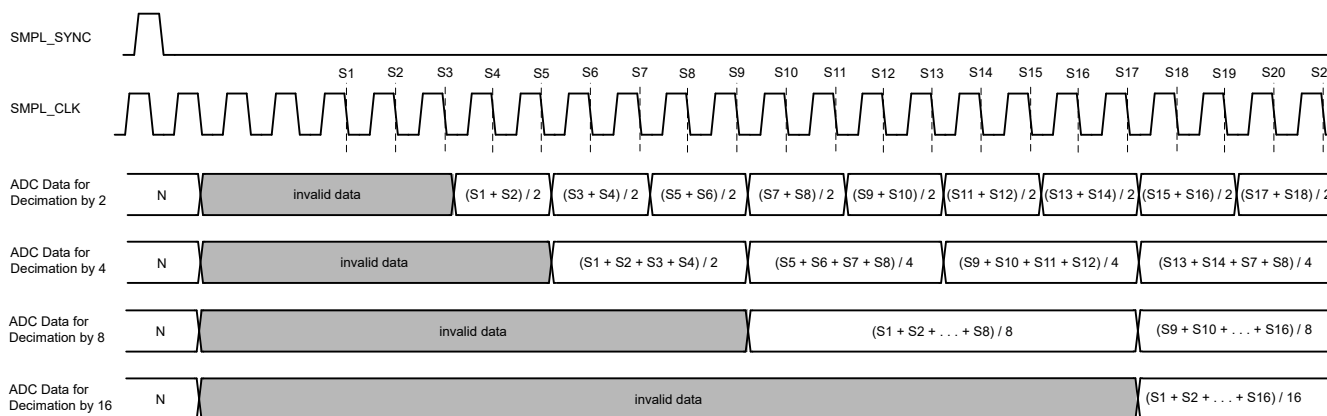 SMPL_SYNC
S1 S2 S3 S4 S5 S6 S7 S8 S9 S10 S11 S12 S13 S14 S15 S16 S17 S18 S19 S20 S2
SMPL_CLK
ADC Data for
Decimation by 2
N invalid data (S1 + S2) / 2 (S3 + S4) / 2 (S5 + S6) / 2 (S7 + S8) / 2 (S9 + S10) / 2 (S11 + S12) / 2 (S13 + S14) / 2 (S15 + S16) / 2 (S17 + S18) / 2
ADC Data for
Decimation by 4
N invalid data (S1 + S2 + S3 + S4) / 2 (S5 + S6 + S7 + S8) / 4 (S9 + S10 + S11 + S12) / 4 (S13 + S14 + S7 + S8) / 4
ADC Data for
Decimation by 8
N invalid data (S1 + S2 + . . . + S8) / 8 (S9 + S10 + . . . + S16) / 8
ADC Data for
Decimation by 16
N invalid data (S1 + S2 + . . . + S16) / 16